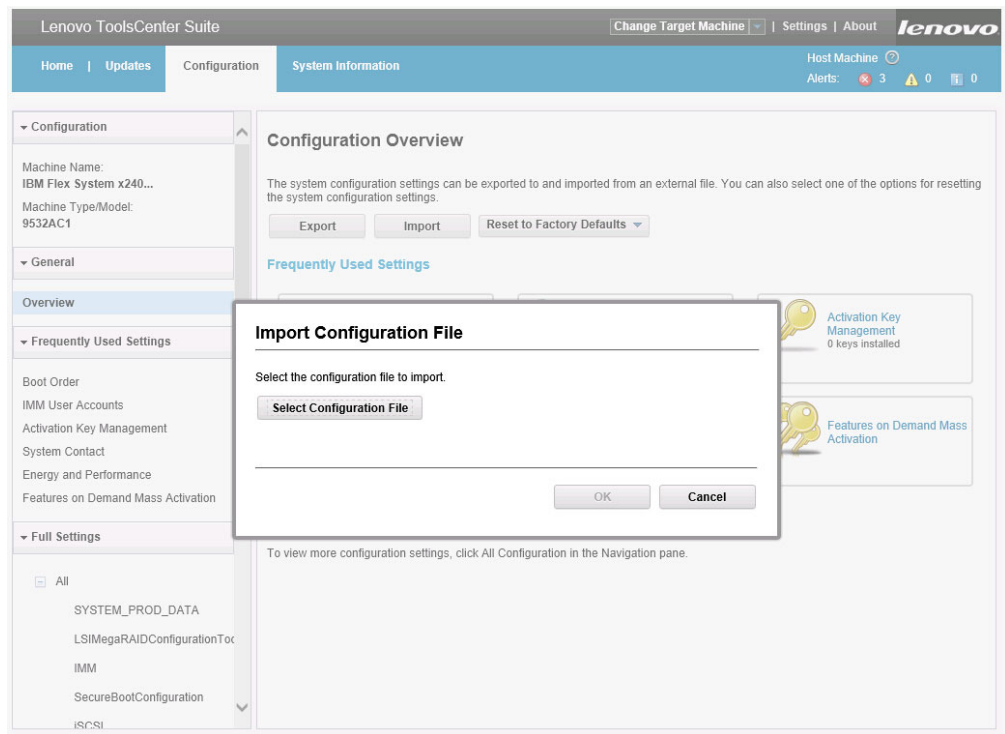 Lenovo ToolsCenter Suite
Change Target Machine | Settings | About
lenovo
Home | Updates Configuration System Information
Host Machine ?
Alerts: 3 0 0
Configuration
Machine Name:
IBM Flex System x240...
Machine Type/Model:
9532AC1
General
Overview
Frequently Used Settings
Boot Order
IMM User Accounts
Activation Key Management
System Contact
Energy and Performance
Features on Demand Mass Activation
Full Settings
All
SYSTEM_PROD_DATA
LSIMegaRAIDConfigurationToo
IMM
SecureBootConfiguration
iSCSI
Configuration Overview
The system configuration settings can be exported to and imported from an external file. You can also select one of the options for resetting
the system configuration settings.
Export Import Reset to Factory Defaults
Frequently Used Settings
Activation Key
Management
0 keys installed
Features on Demand Mass
Activation
Import Configuration File
Select the configuration file to import.
Select Configuration File
OK Cancel
To view more configuration settings, click All Configuration in the Navigation pane.